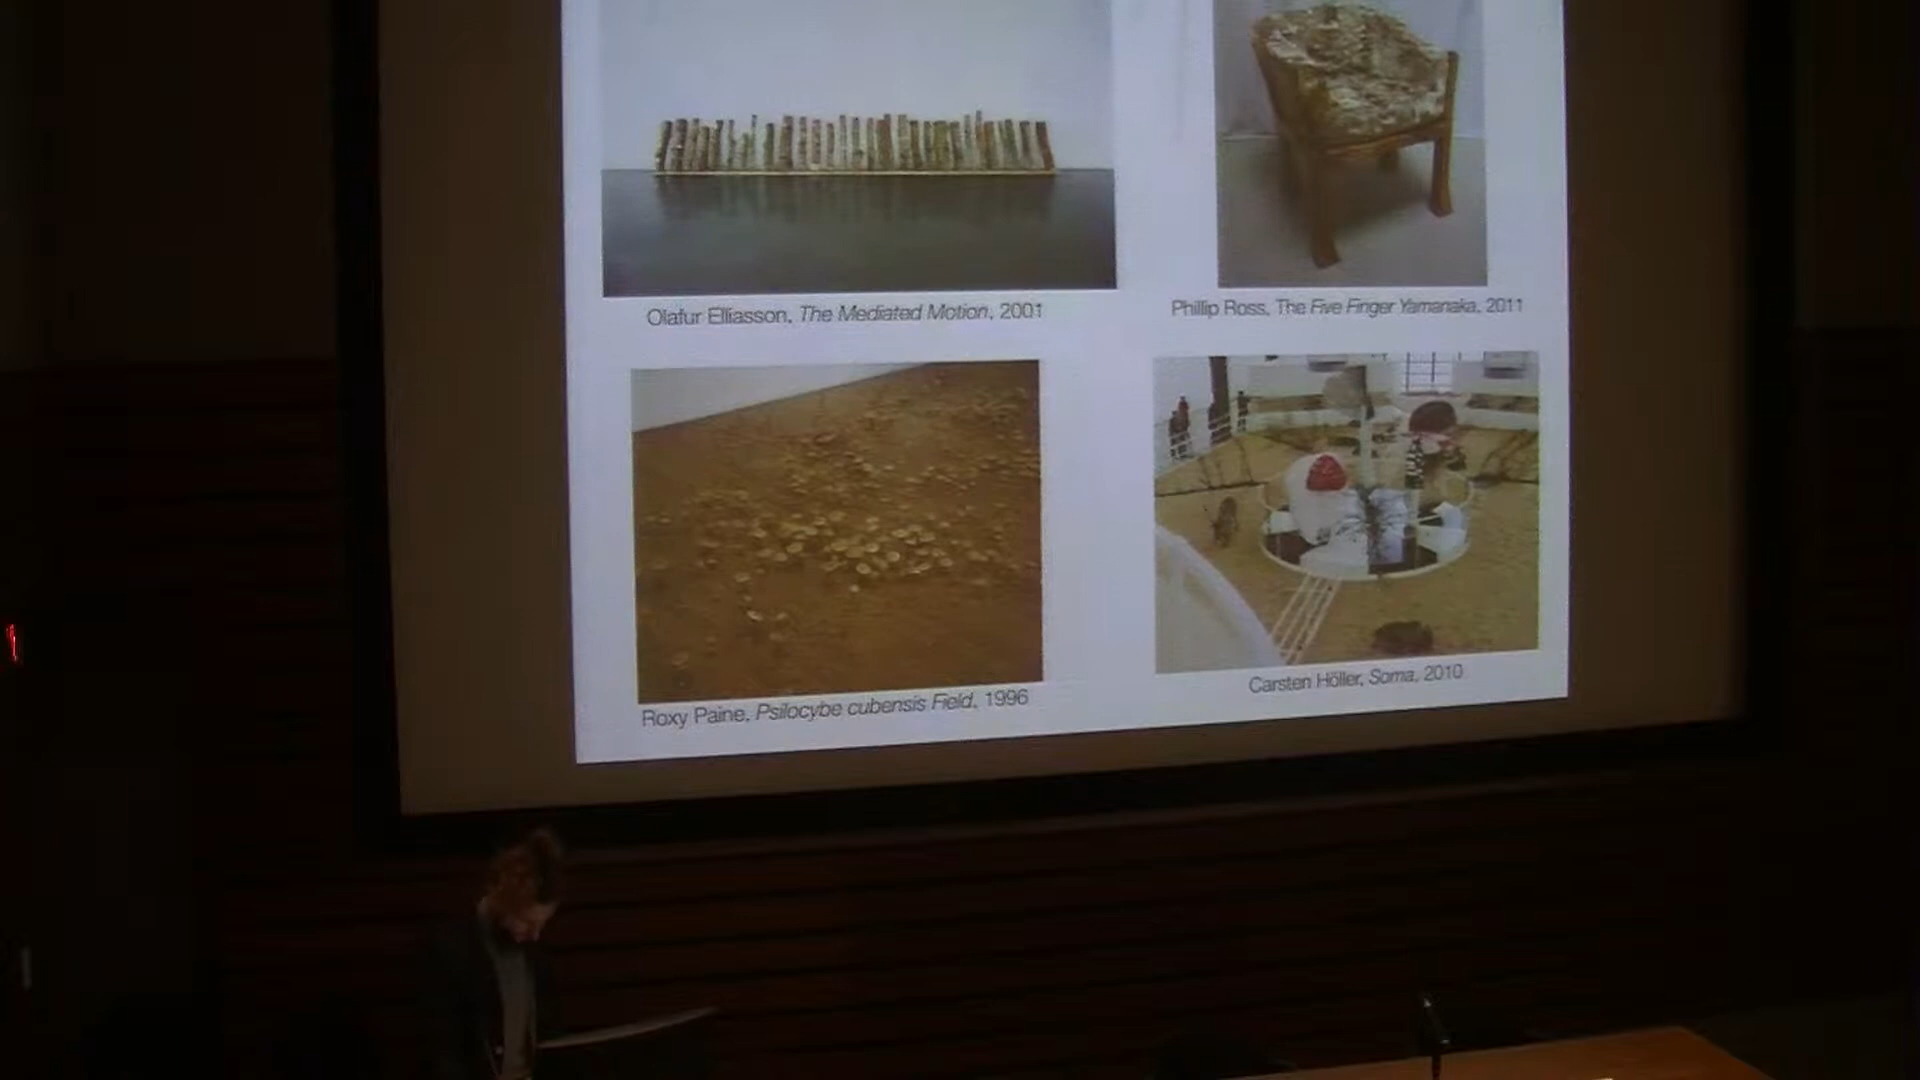 Olafur Elliasson, The Mediated Motion, 2001
Phillip Ross, The Five Finger Yamanaka, 2011
Roxy Paine, Psilocybe cubensis Field, 1996
Carsten Höller, Soma, 2010